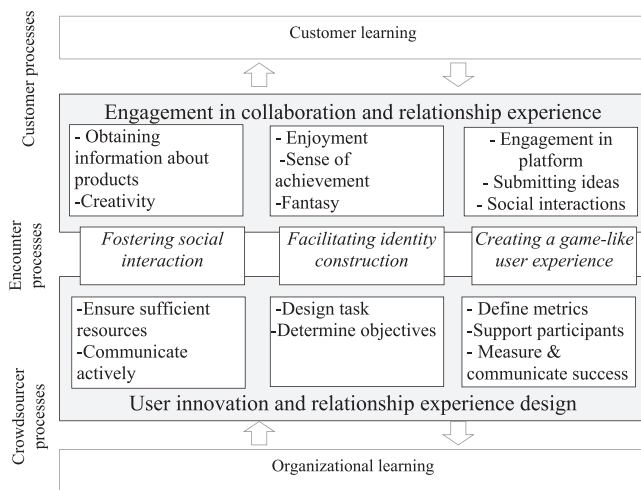 Customer processes
Encounter
processes
Crowdsourcer
processes
Customer learning
Engagement in collaboration and relationship experience
- Obtaining
information about
products
-Creativity
- Enjoyment
-Sense of
achievement
-Fantasy
- Engagement in
platform
- Submitting ideas
- Social interactions
Fostering social
interaction
Facilitating identity
construction
Creating a game-like
user experience
-Ensure sufficient
resources
-Communicate
actively
-Design task
-Determine objectives
- Define metrics
-Support participants
- Measure &
communicate success
User innovation and relationship experience design
Organizational learning